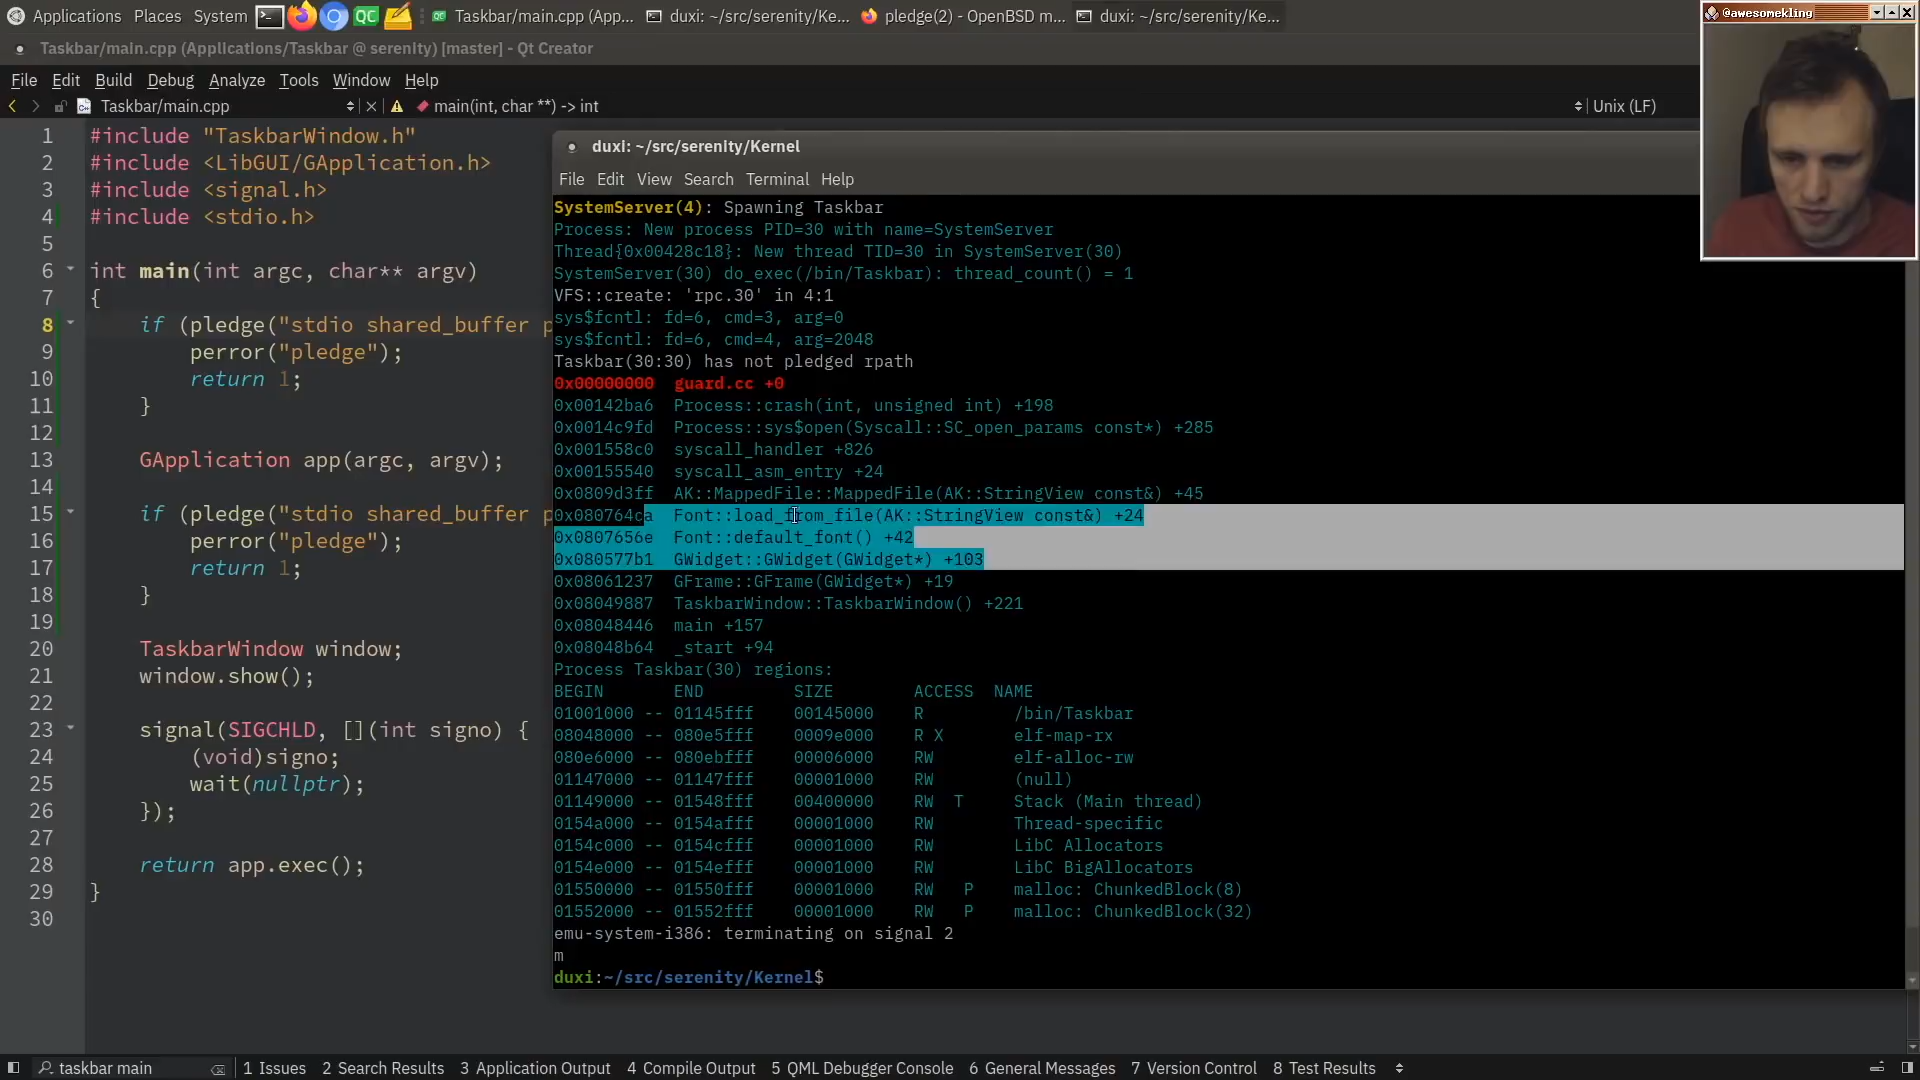 Applications Places System QC QC Taskbar/main.cpp (App... duxi: ~/src/serenity/Ke... pledge(2) - OpenBSD m... duxi: ~/src/serenity/Ke...
@awesomekling
Taskbar/main.cpp (Applications/Taskbar @ serenity) [master] - Qt Creator
File Edit Build Debug Analyze Tools Window Help
Taskbar/main.cpp main(int, char **) -> int Unix (LF)
1 #include "TaskbarWindow.h"
2 #include <LibGUI/GApplication.h>
3 #include <signal.h>
4 #include <stdio.h>
5
6 int main(int argc, char** argv)
7 {
8 if (pledge("stdio shared_buffer p
9 perror("pledge");
10 return 1;
11 }
12
13 GApplication app(argc, argv);
14
15 if (pledge("stdio shared_buffer p
16 perror("pledge");
17 return 1;
18 }
19
20 TaskbarWindow window;
21 window.show();
22
23 signal(SIGCHLD, [](int signo) {
24 (void)signo;
25 wait(nullptr);
26 });
27
28 return app.exec();
29 }
30
duxi: ~/src/serenity/Kernel
File Edit View Search Terminal Help
SystemServer(4): Spawning Taskbar
Process: New process PID=30 with name=SystemServer
Thread{0x00428c18}: New thread TID=30 in SystemServer(30)
SystemServer(30) do_exec(/bin/Taskbar): thread_count() = 1
VFS::create: 'rpc.30' in 4:1
sys$fcntl: fd=6, cmd=3, arg=0
sys$fcntl: fd=6, cmd=4, arg=2048
Taskbar(30:30) has not pledged rpath
0x00000000 guard.cc +0
0x00142ba6 Process::crash(int, unsigned int) +198
0x0014c9fd Process::sys$open(Syscall::SC_open_params const*) +285
0x001558c0 syscall_handler +826
0x00155540 syscall_asm_entry +24
0x0809d3ff AK::MappedFile::MappedFile(AK::StringView const&) +45
0x080764ca Font::load_from_file(AK::StringView const&) +24
0x0807656e Font::default_font() +42
0x080577b1 GWidget::GWidget(GWidget*) +103
0x08061237 GFrame::GFrame(GWidget*) +19
0x08049887 TaskbarWindow::TaskbarWindow() +221
0x08048446 main +157
0x08048b64 _start +94
Process Taskbar(30) regions:
BEGIN END SIZE ACCESS NAME
01001000 -- 01145fff 00145000 R /bin/Taskbar
08048000 -- 080e5fff 0009e000 R X elf-map-rx
080e6000 -- 080ebfff 00006000 RW elf-alloc-rw
01147000 -- 01147fff 00001000 RW (null)
01149000 -- 01548fff 00400000 RW T Stack (Main thread)
0154a000 -- 0154afff 00001000 RW Thread-specific
0154c000 -- 0154cfff 00001000 RW LibC Allocators
0154e000 -- 0154efff 00001000 RW LibC BigAllocators
01550000 -- 01550fff 00001000 RW P malloc: ChunkedBlock(8)
01552000 -- 01552fff 00001000 RW P malloc: ChunkedBlock(32)
emu-system-i386: terminating on signal 2
m
duxi:~/src/serenity/Kernel$
taskbar main 1 Issues 2 Search Results 3 Application Output 4 Compile Output 5 QML Debugger Console 6 General Messages 7 Version Control 8 Test Results